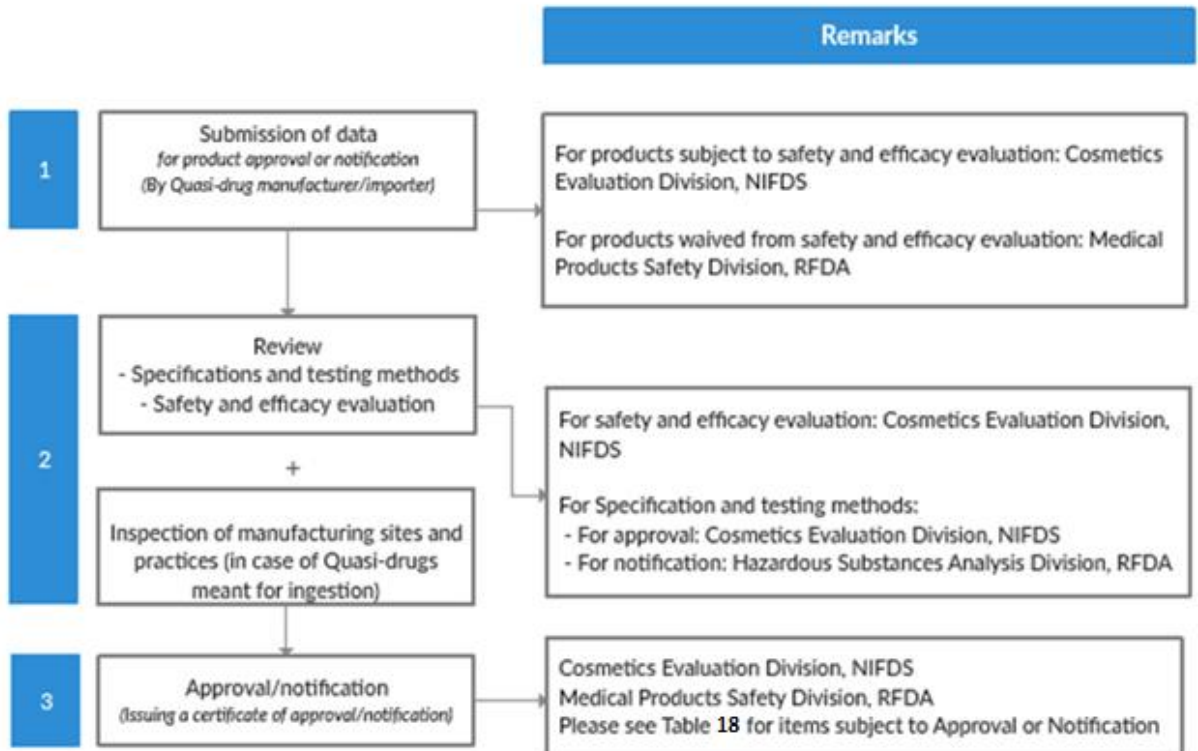 Remarks
1
Submission of data
for product approval or notification
(By Quasi-drug manufacturer/importer)
For products subject to safety and efficacy evaluation: Cosmetics
Evaluation Division, NIFDS
For products waived from safety and efficacy evaluation: Medical
Products Safety Division, RFDA
2
Review
- Specifications and testing methods
- Safety and efficacy evaluation
+
Inspection of manufacturing sites and
practices (in case of Quasi-drugs
meant for ingestion)
For safety and efficacy evaluation: Cosmetics Evaluation Division,
NIFDS
For Specification and testing methods:
- For approval: Cosmetics Evaluation Division, NIFDS
- For notification: Hazardous Substances Analysis Division, RFDA
3
Approval/notification
(Issuing a certificate of approval/notification)
Cosmetics Evaluation Division, NIFDS
Medical Products Safety Division, RFDA
Please see Table 18 for items subject to Approval or Notification